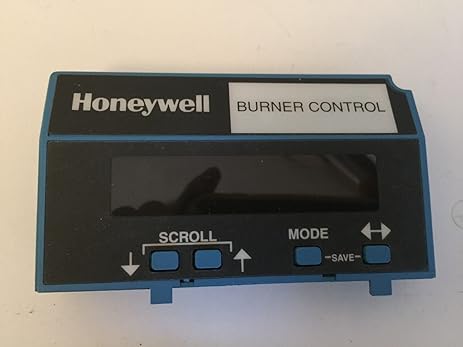 Honeywell
BURNER CONTROL
SCROLL
MODE
SAVE